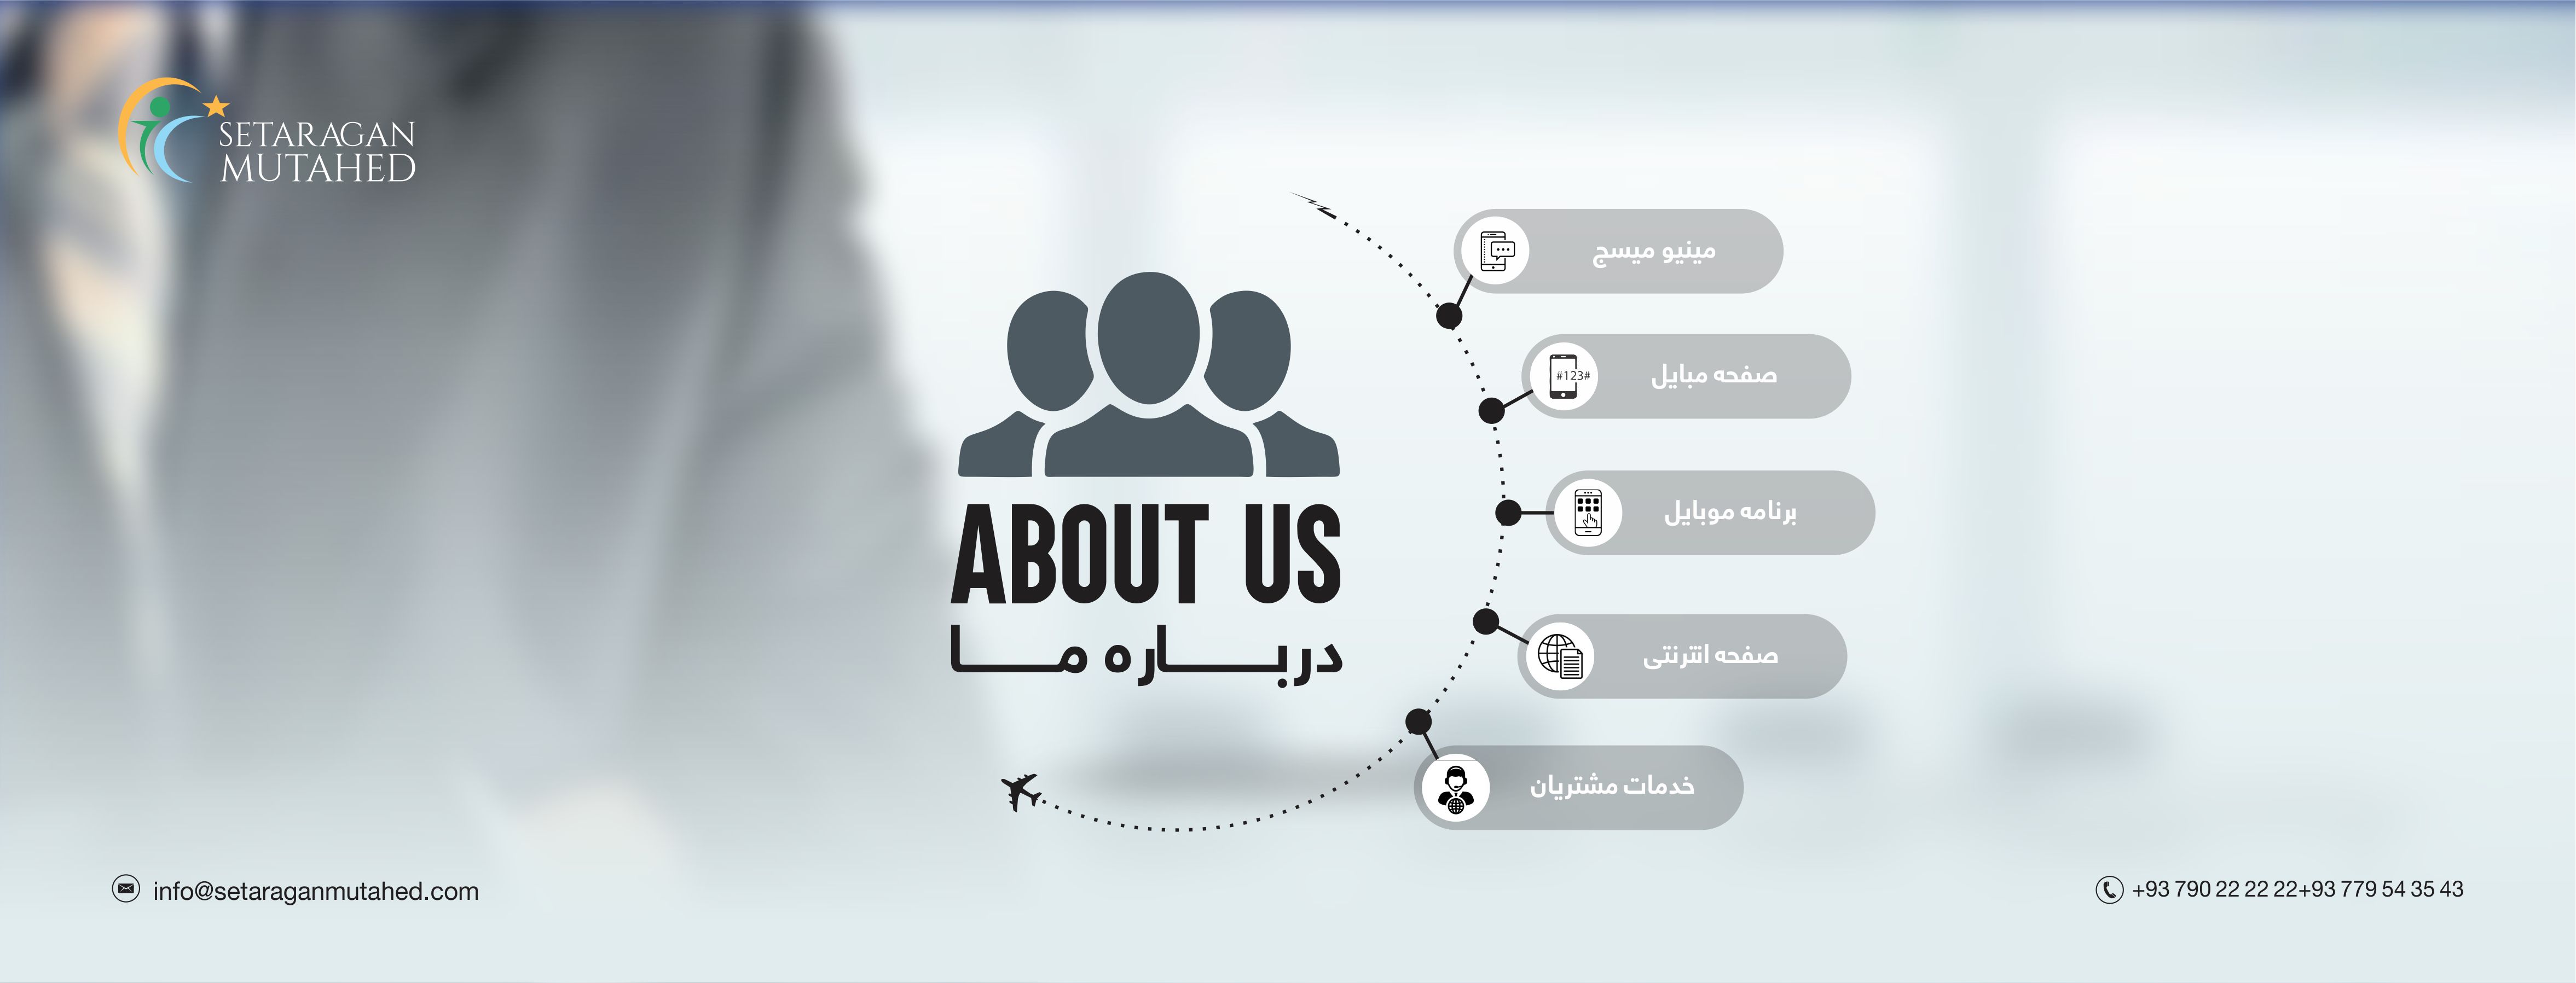 SETARAGAN
MUTAHED
ABOUT US
دربـــاره مــا
مینیو میسج
صفحه مبایل
#123#
برنامه موبایل
صفحه انترنتی
خدمات مشتریان
info@setaraganmutahed.com
+93 790 22 22 22+93 779 54 35 43